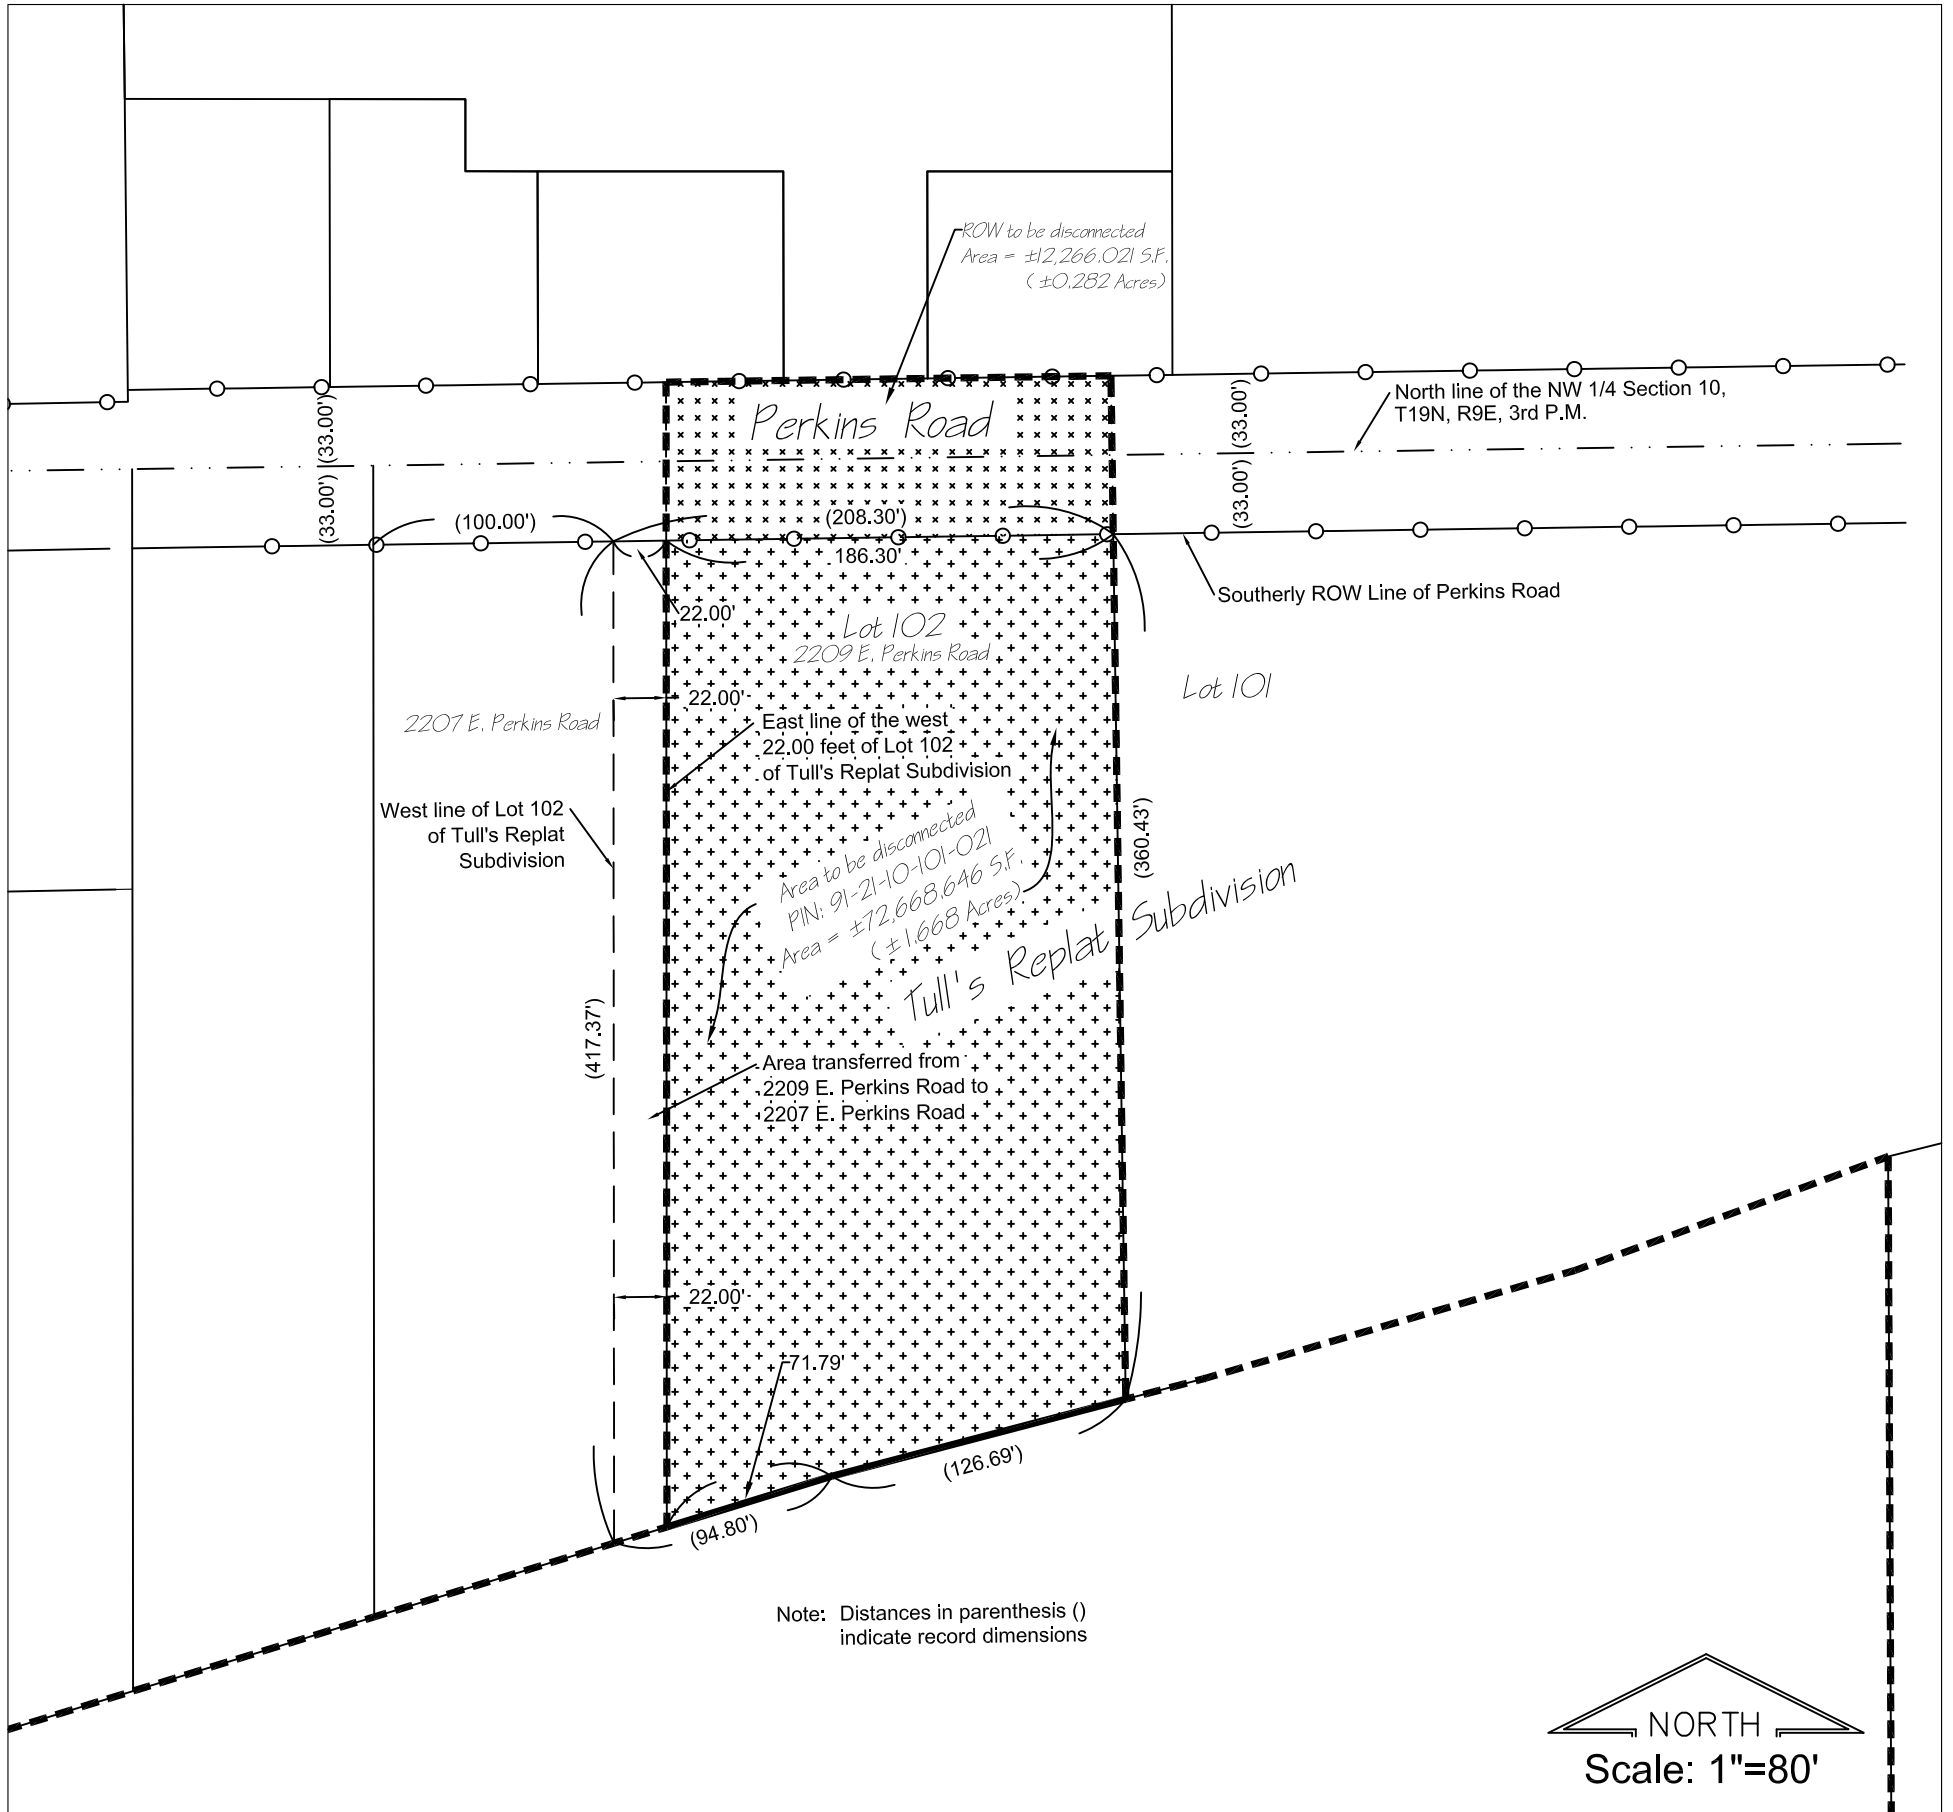 ROW to be disconnected
Area = ±12,266.021 S.F.
( ±0.282 Acres)
North line of the NW 1/4 Section 10,
T19N, R9E, 3rd P.M.
Perkins Road
(33.00')
(33.00')
(33.00')
(33.00')
(100.00')
(208.30')
186.30'
22.00'
Southerly ROW Line of Perkins Road
Lot 102
2209 E. Perkins Road
Lot 101
22.00'
2207 E. Perkins Road
East line of the west
22.00 feet of Lot 102
of Tull's Replat Subdivision
West line of Lot 102
of Tull's Replat
Subdivision
(360.43')
Area to be disconnected
PIN: 91-21-10-101-021
Area = ±72,668.646 S.F.
( ±1.668 Acres)
Tull's Replat Subdivision
(417.37')
Area transferred from
2209 E. Perkins Road to
2207 E. Perkins Road
22.00'
71.79'
(126.69')
(94.80')
Note: Distances in parenthesis ()
indicate record dimensions
NORTH
Scale: 1"=80'